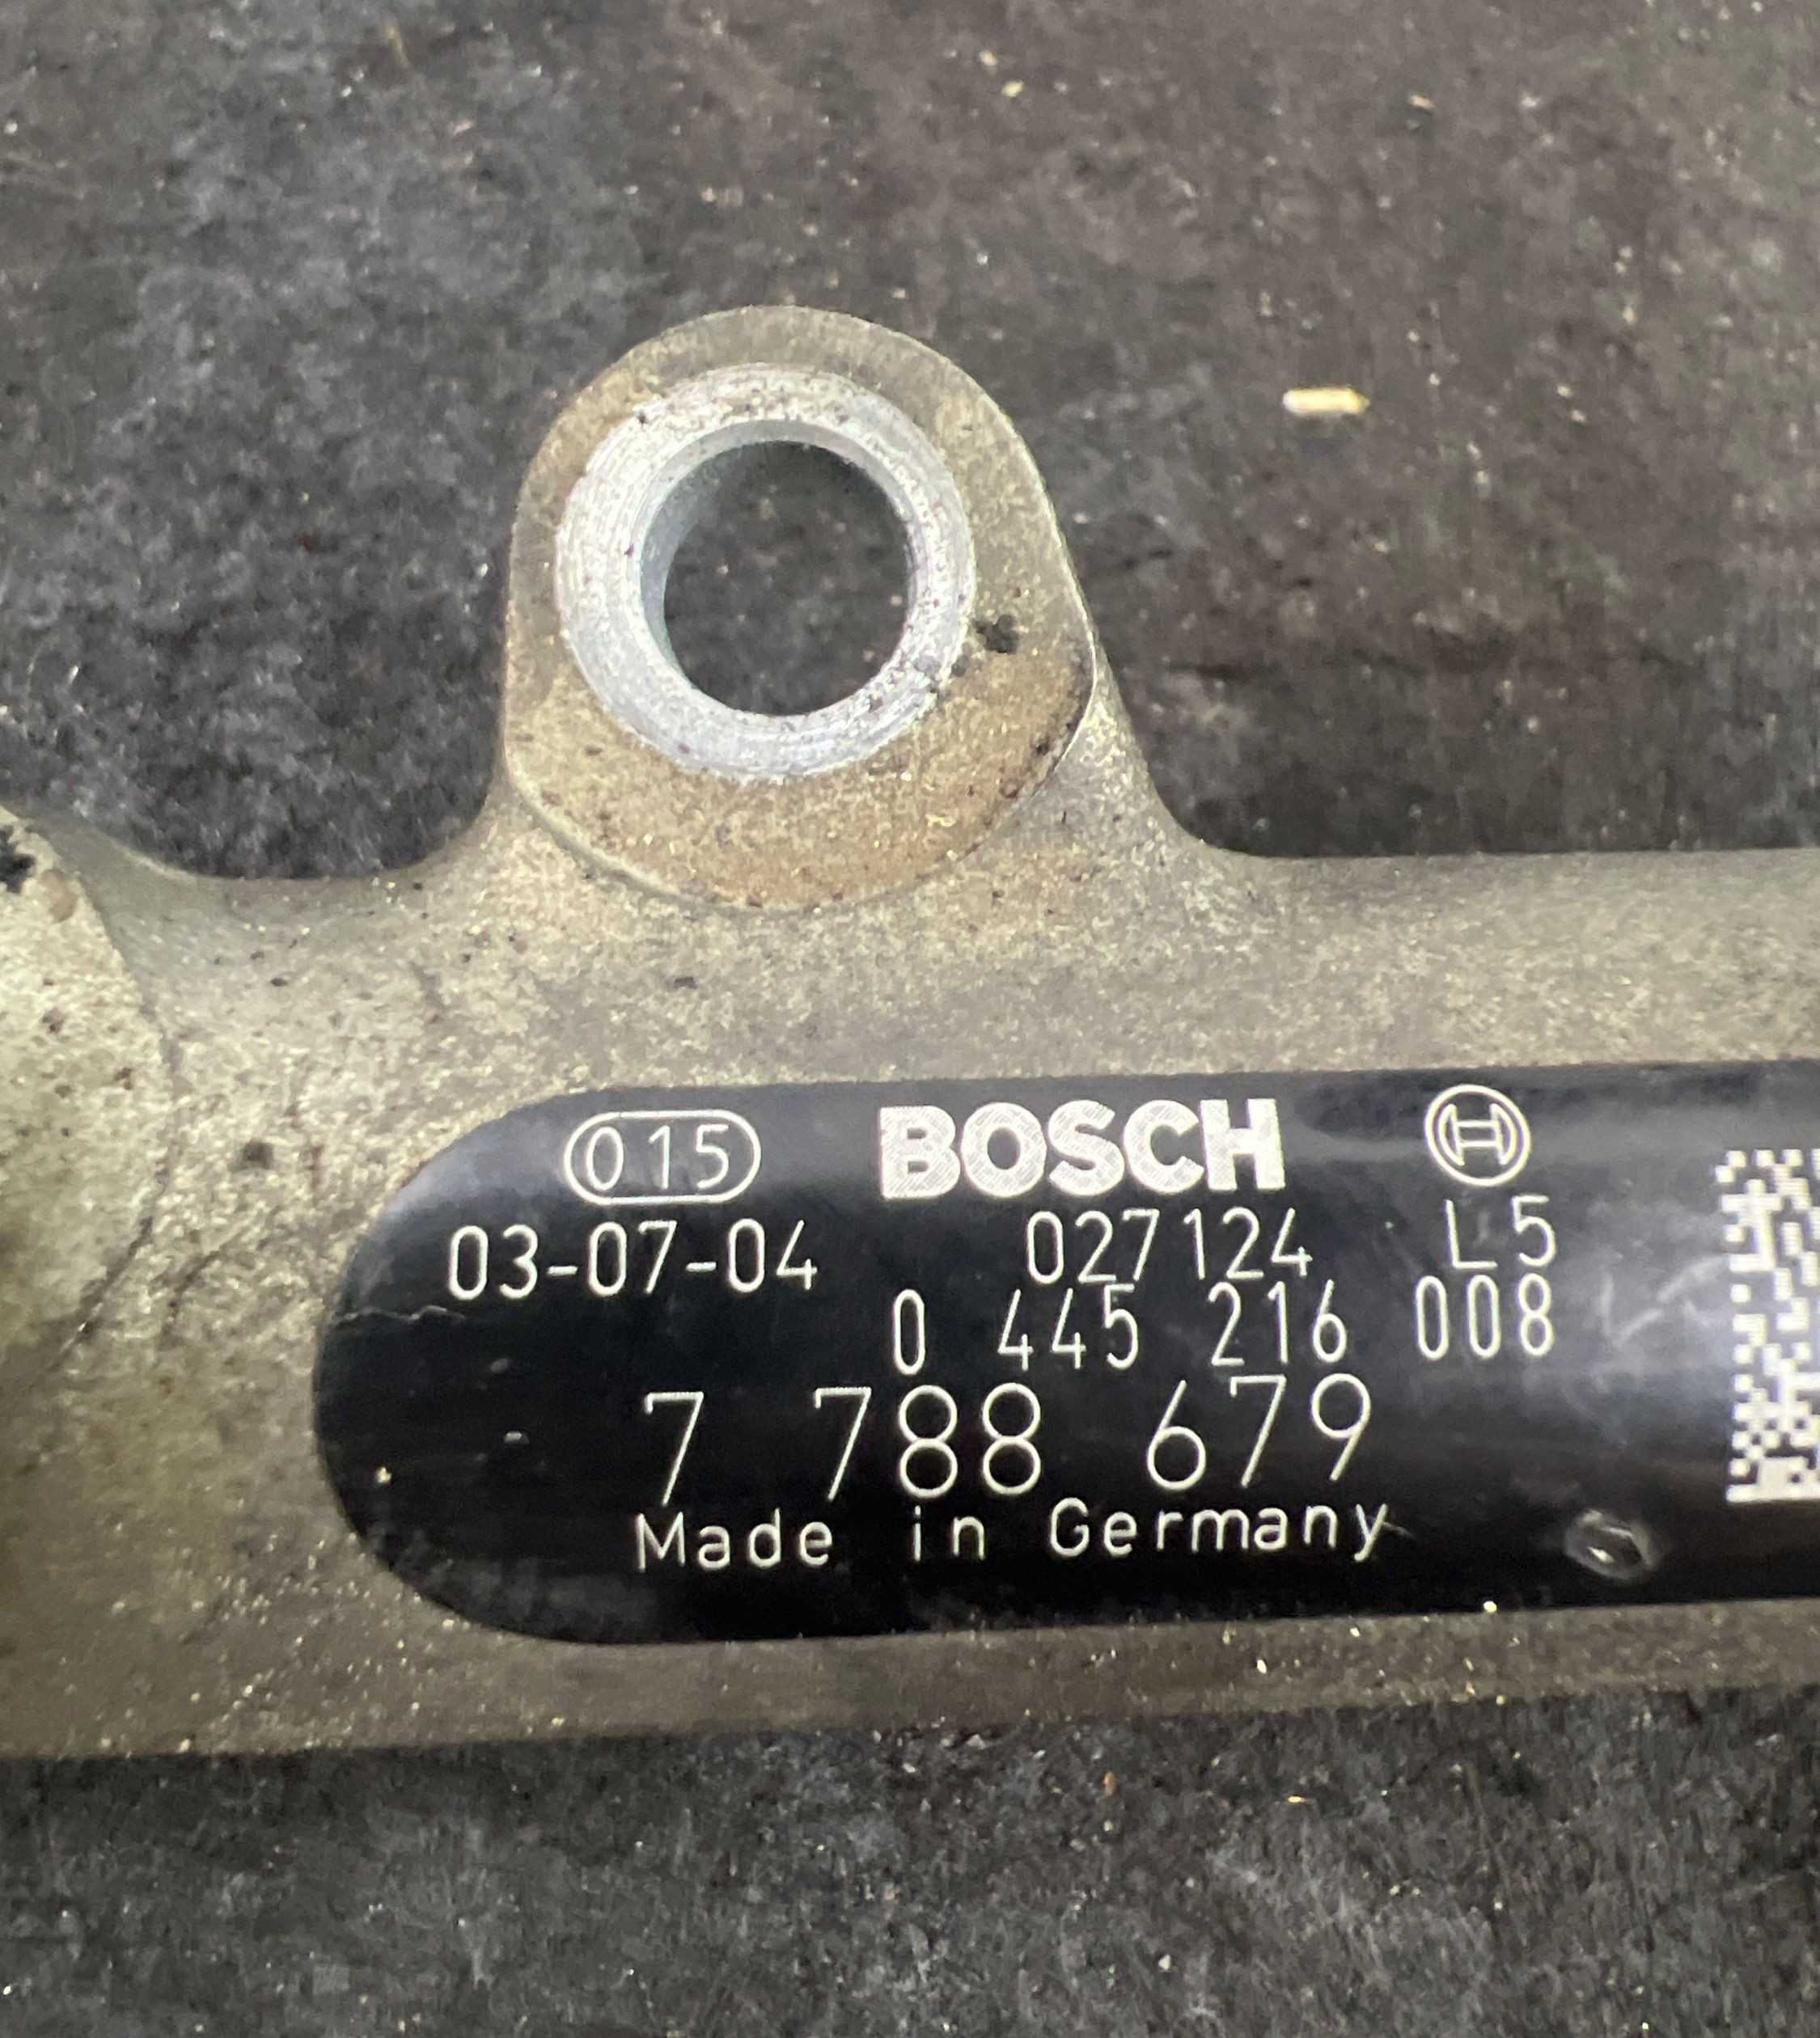 015 BOSCH
03-07-04 027124 L5
0 445 216 008
7 788 679
Made in Germany